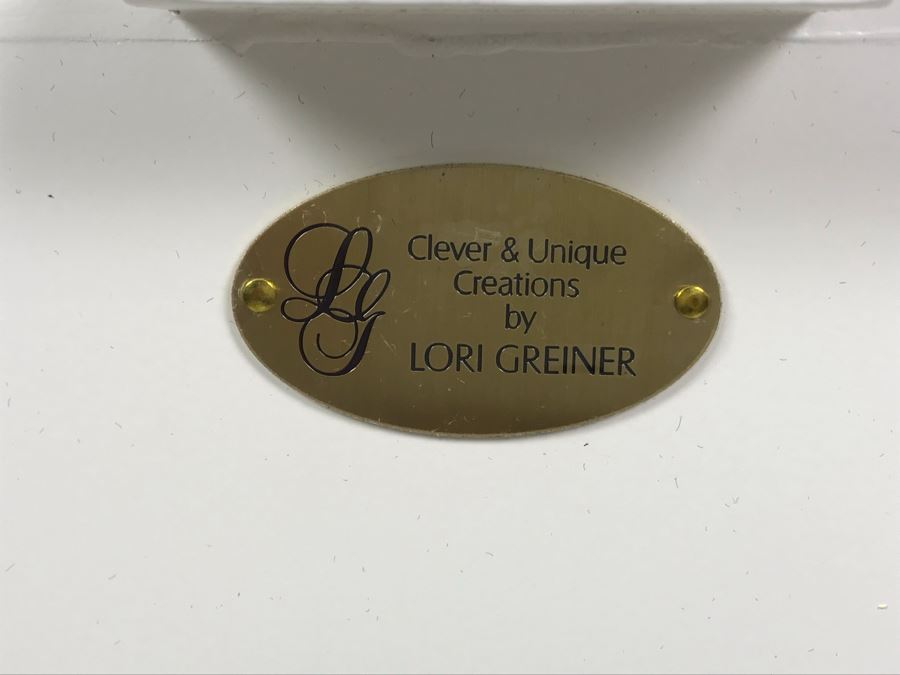 LG
Clever & Unique
Creations
by
LORI GREINER